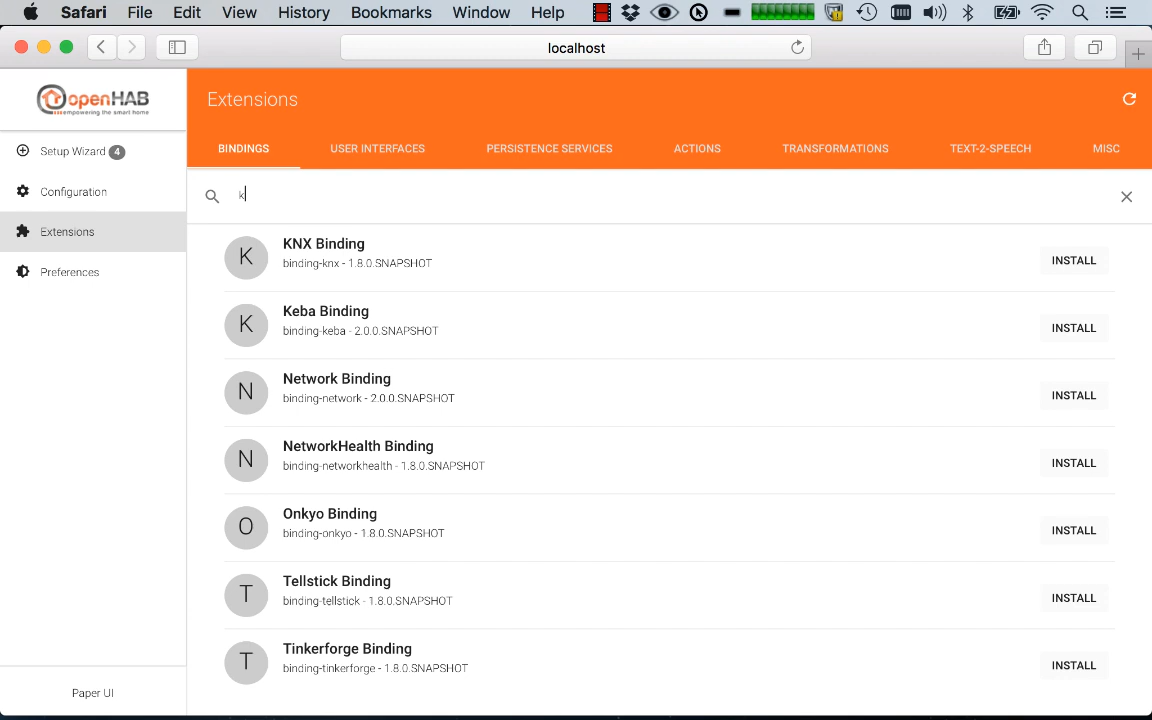 Safari File Edit View History Bookmarks Window Help
localhost
openHAB
empowering the smart home
Extensions
BINDINGS USER INTERFACES PERSISTENCE SERVICES ACTIONS TRANSFORMATIONS TEXT-2-SPEECH MISC
Setup Wizard 4
Configuration
Extensions
Preferences
Paper UI
k
K
KNX Binding
binding-knx - 1.8.0.SNAPSHOT
INSTALL
K
Keba Binding
binding-keba - 2.0.0.SNAPSHOT
INSTALL
N
Network Binding
binding-network - 2.0.0.SNAPSHOT
INSTALL
N
NetworkHealth Binding
binding-networkhealth - 1.8.0.SNAPSHOT
INSTALL
O
Onkyo Binding
binding-onkyo - 1.8.0.SNAPSHOT
INSTALL
T
Tellstick Binding
binding-tellstick - 1.8.0.SNAPSHOT
INSTALL
T
Tinkerforge Binding
binding-tinkerforge - 1.8.0.SNAPSHOT
INSTALL